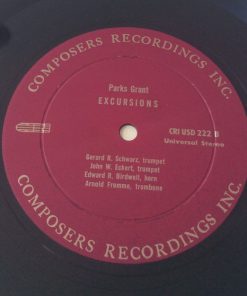 COMPOSERS RECORDINGS INC.
Parks Grant
EXCURSIONS
CRI USD 222 B
Universal Stereo
Gerard R. Schwarz, trumpet
John W. Eckert, trumpet
Edward R. Birdwell, horn
Arnold Fromme, trombone
COMPOSERS RECORDINGS INC.